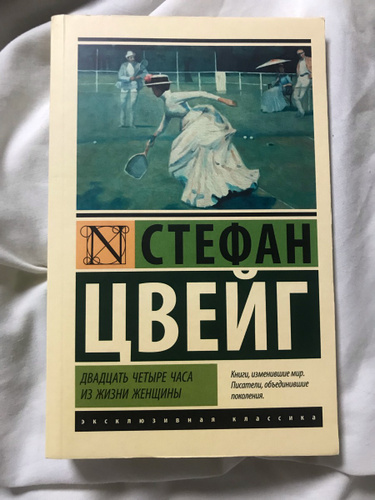 N
СТЕФАН
ЦВЕЙГ
ДВАДЦАТЬ ЧЕТЫРЕ ЧАСА
ИЗ ЖИЗНИ ЖЕНЩИНЫ
Книги, изменившие мир.
Писатели, объединившие
поколения.
эксклюзивная классика